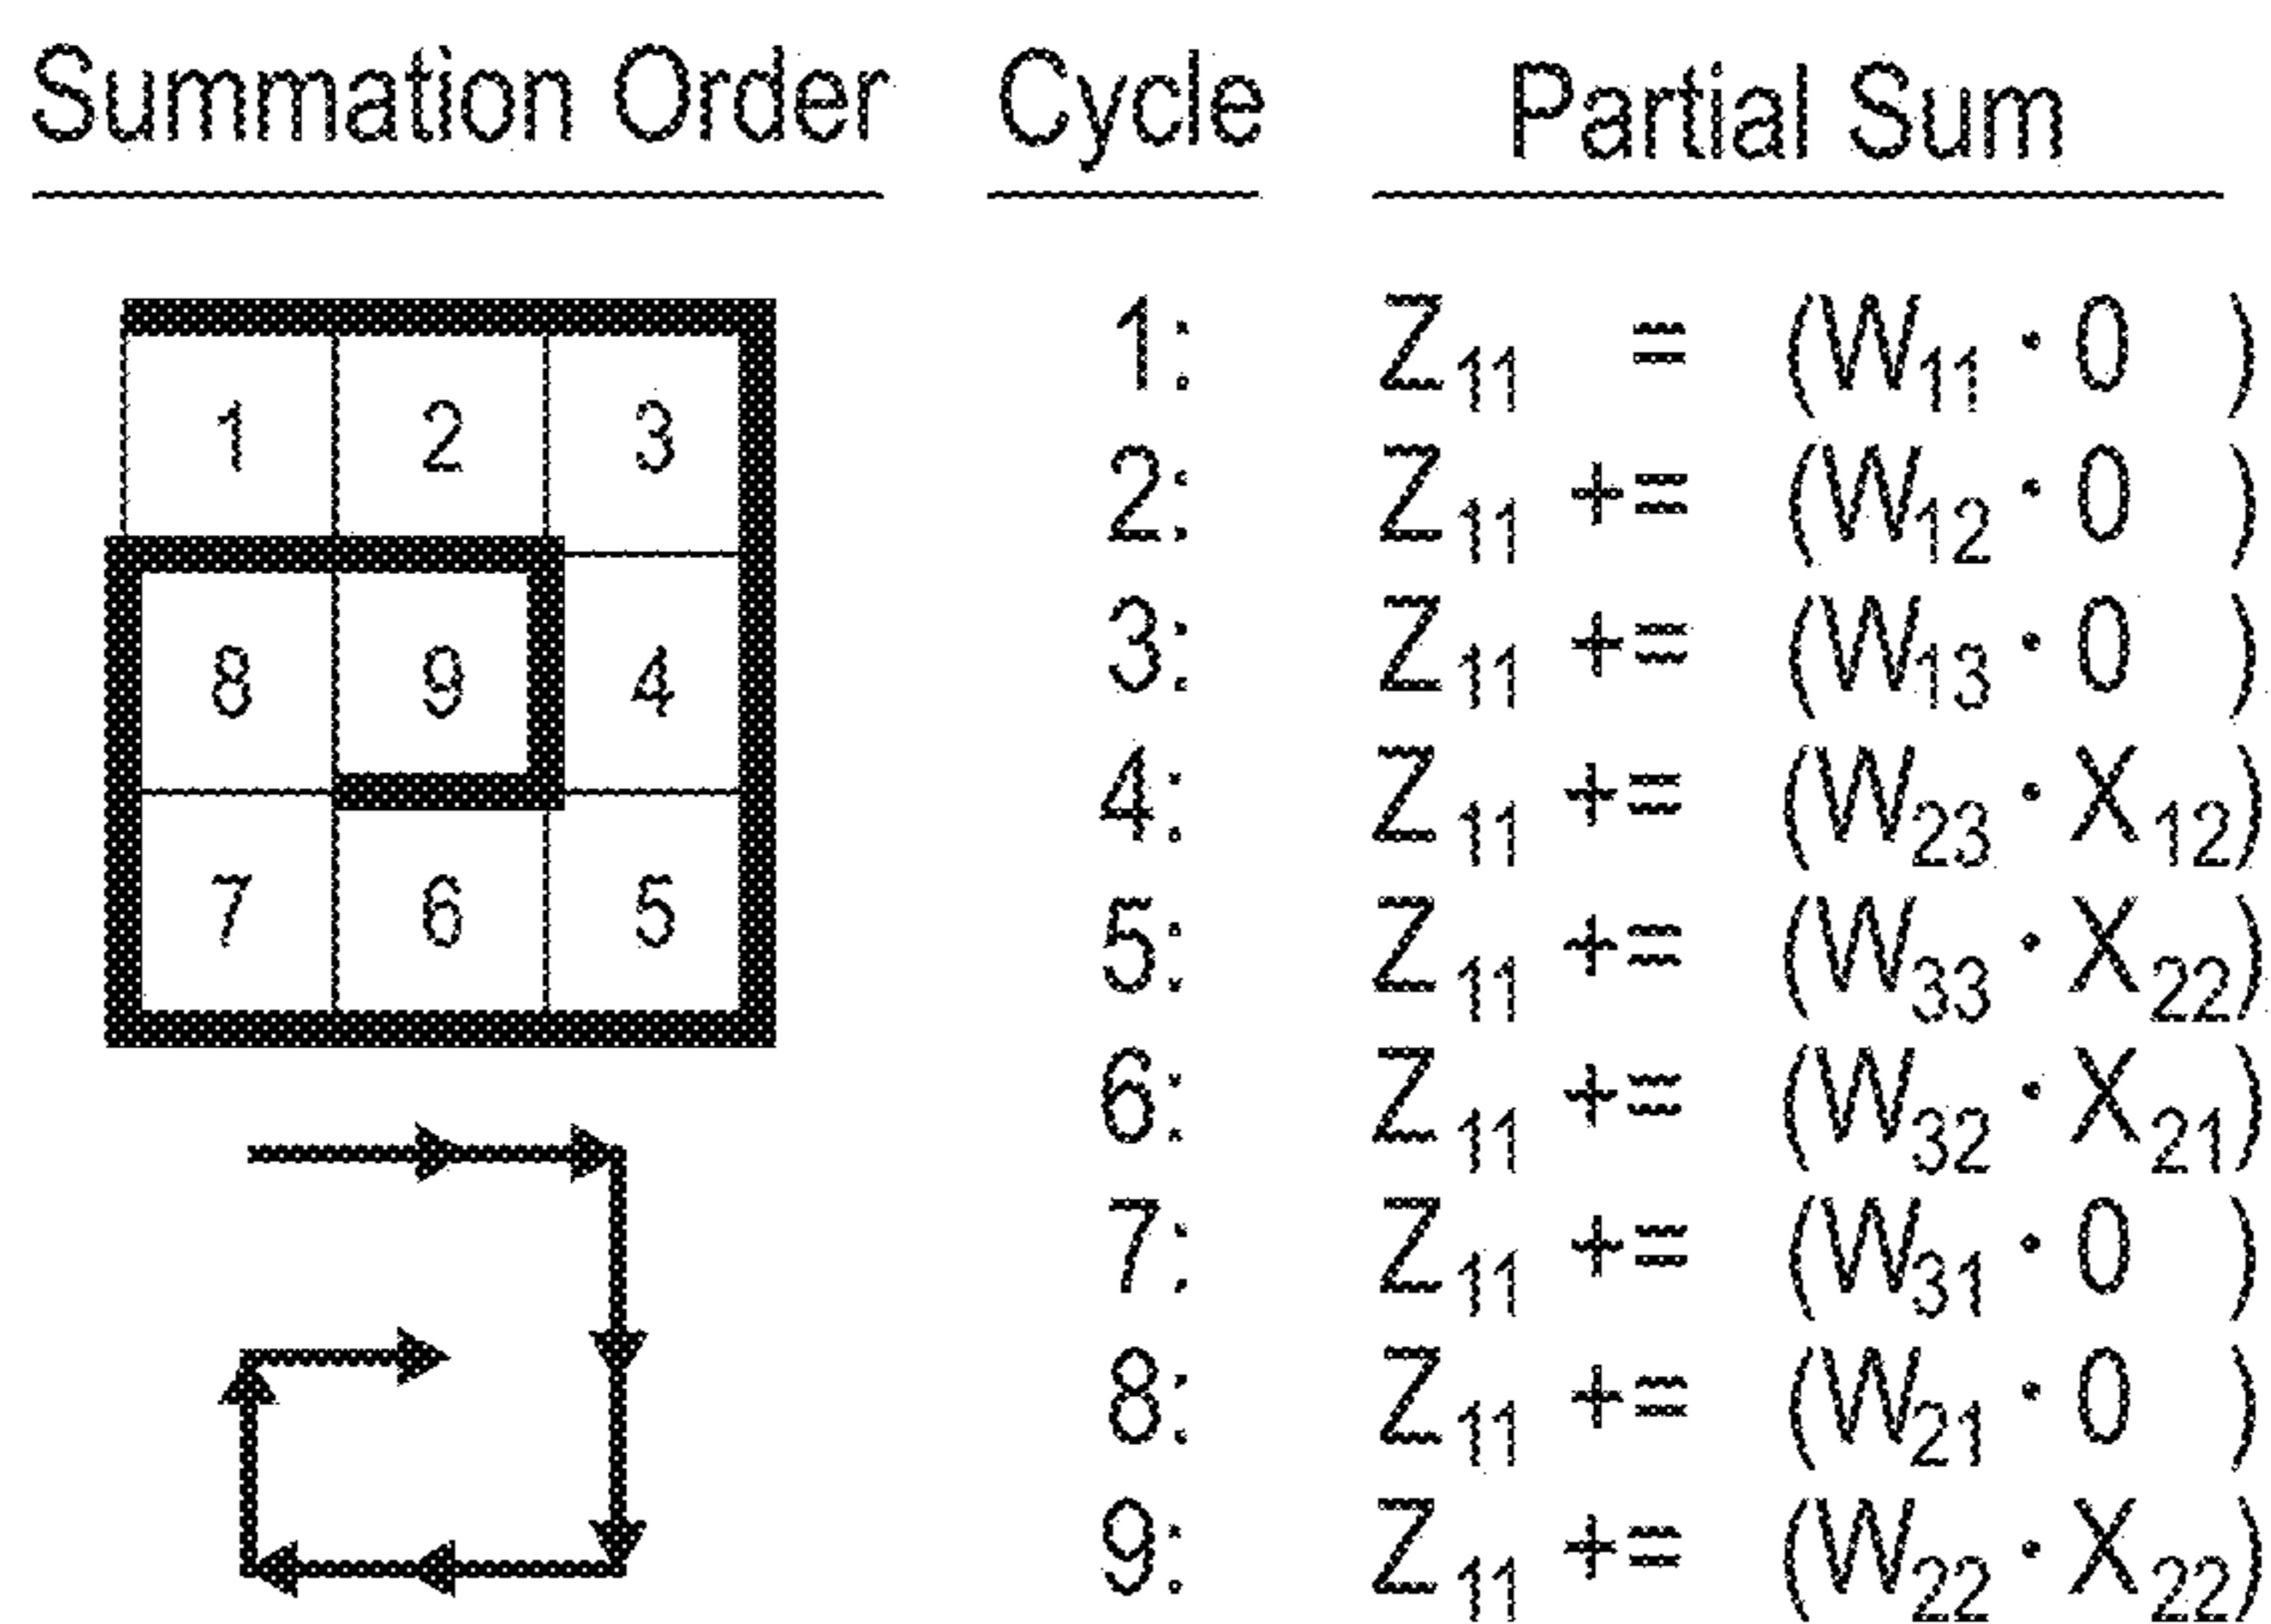 Summation Order Cycle Partial Sum
1: Z11 = (W11 · 0 )
2: Z11 += (W12 · 0 )
1 2 3
3: Z11 += (W13 · 0 )
8 9 4
4: Z11 += (W23 · X12)
7 6 5
5: Z11 += (W33 · X22)
6: Z11 += (W32 · X21)
7: Z11 += (W31 · 0 )
8: Z11 += (W21 · 0 )
9: Z11 += (W22 · X22)